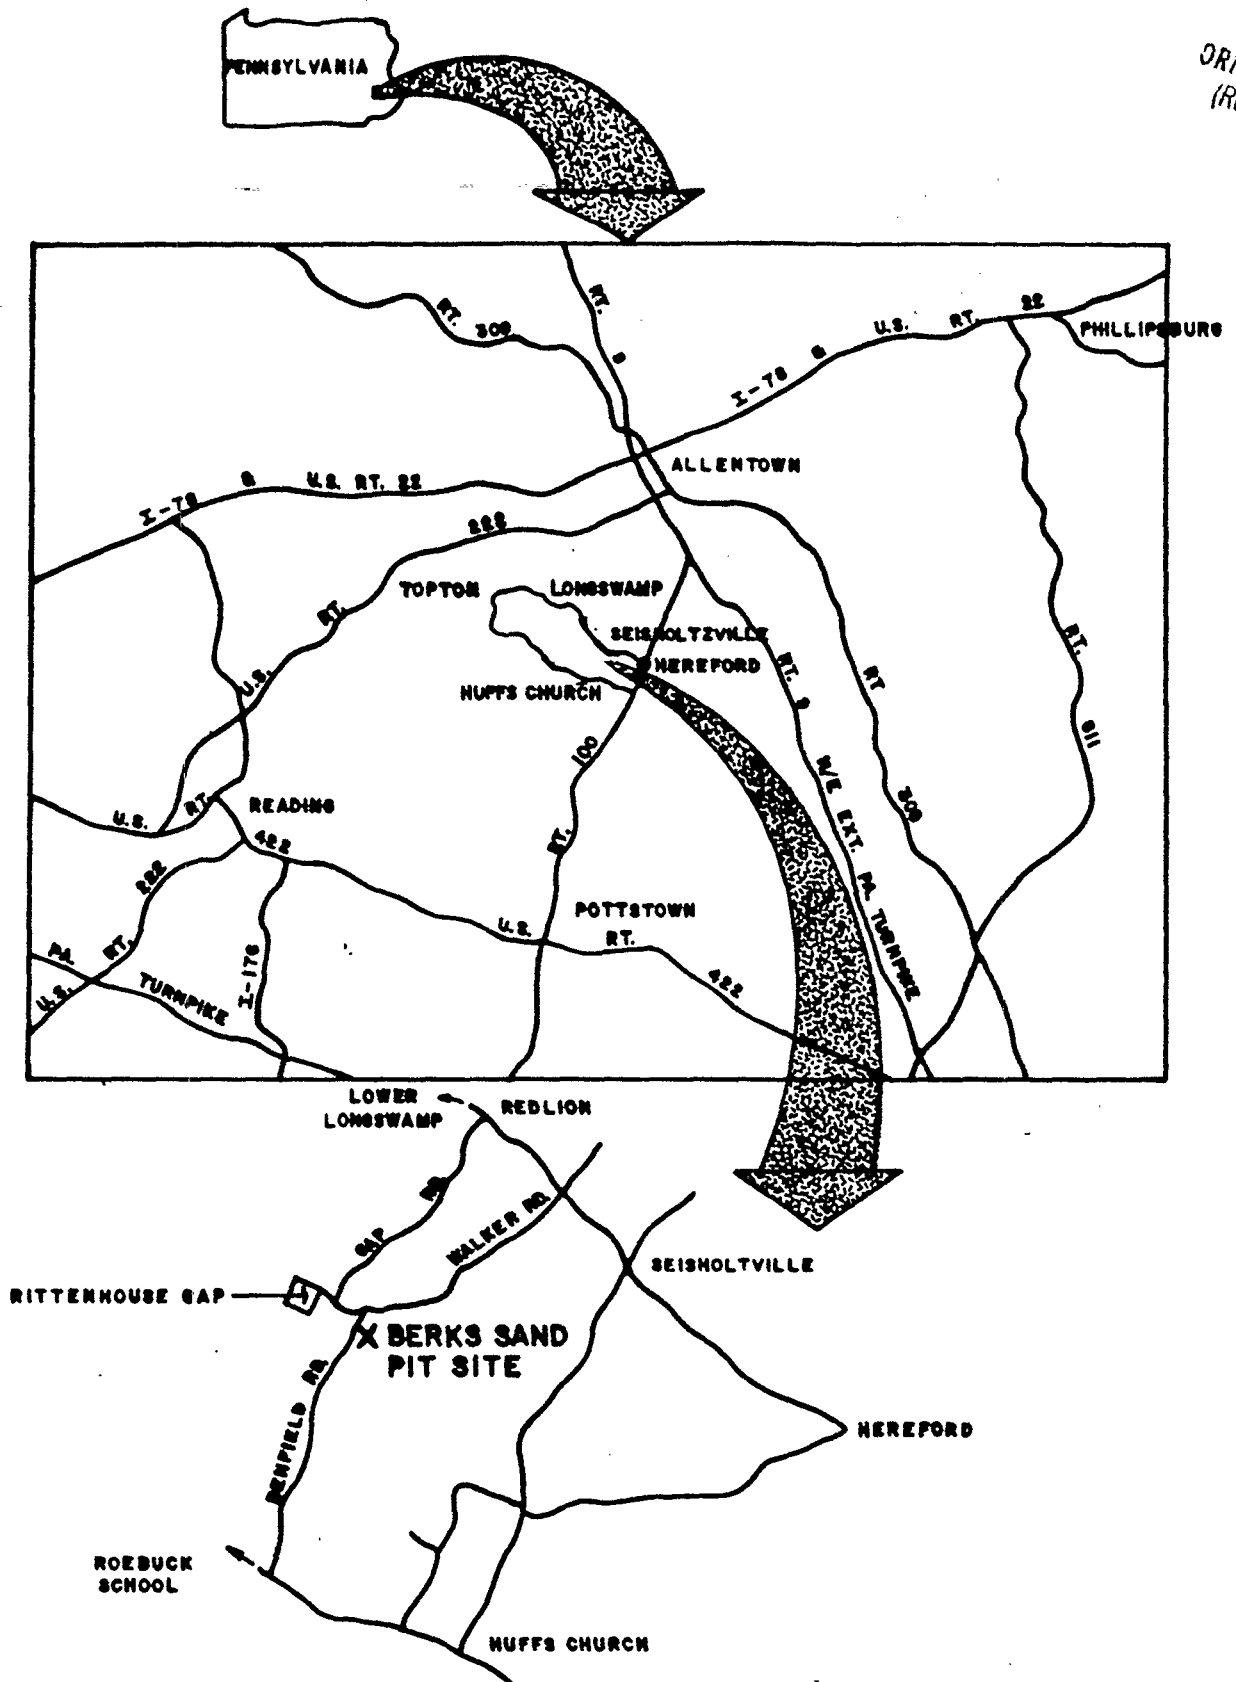 PENNSYLVANIA
RT. 309
RT. 9
I-78 & U.S. RT. 22
PHILLIPSBURG
ALLENTOWN
I-78 & U.S. RT. 22
U.S. RT. 222
TOPTON
LONGSWAMP
SEISHOLTZVILLE
HEREFORD
HUFFS CHURCH
RT. 100
RT. 9 N/E EXT. PA. TURNPIKE
RT 309
RT. 611
READING
U.S. RT. 422
U.S. RT. 222
POTTSTOWN
U.S. RT. 422
PA. TURNPIKE
I-176
LOWER
LONGSWAMP
REDLION
GAP RD.
WALKER RD.
SEISHOLTVILLE
RITTENHOUSE GAP
X BERKS SAND
PIT SITE
BENFIELD RD.
HEREFORD
ROEBUCK
SCHOOL
HUFFS CHURCH